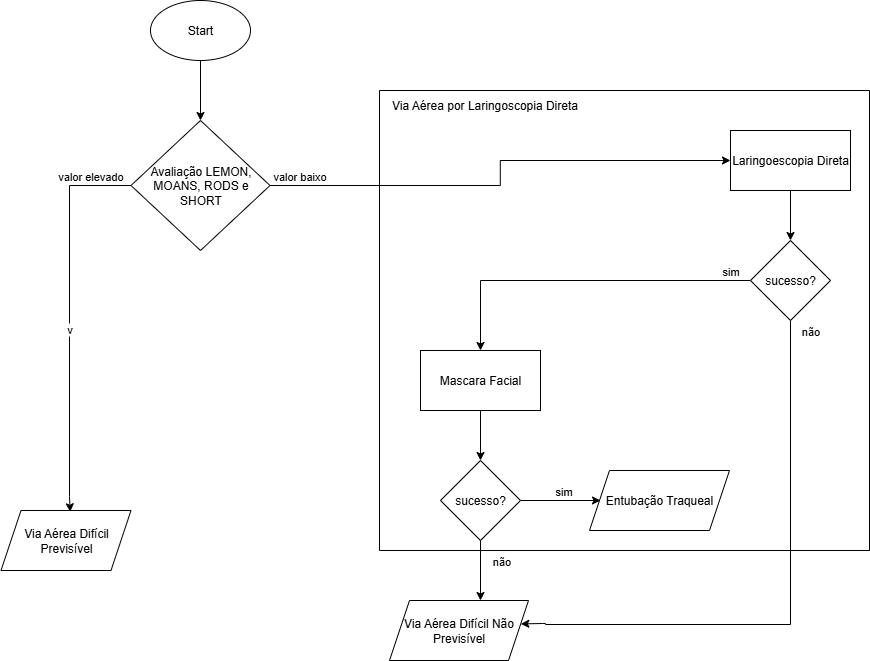 Start
Via Aérea por Laringoscopia Direta
Laringoescopia Direta
valor elevado
Avaliação LEMON,
MOANS, RODS e
SHORT
valor baixo
sim
sucesso?
não
v
Mascara Facial
sucesso?
sim
Entubação Traqueal
Via Aérea Difícil
Previsível
não
Via Aérea Difícil Não
Previsível